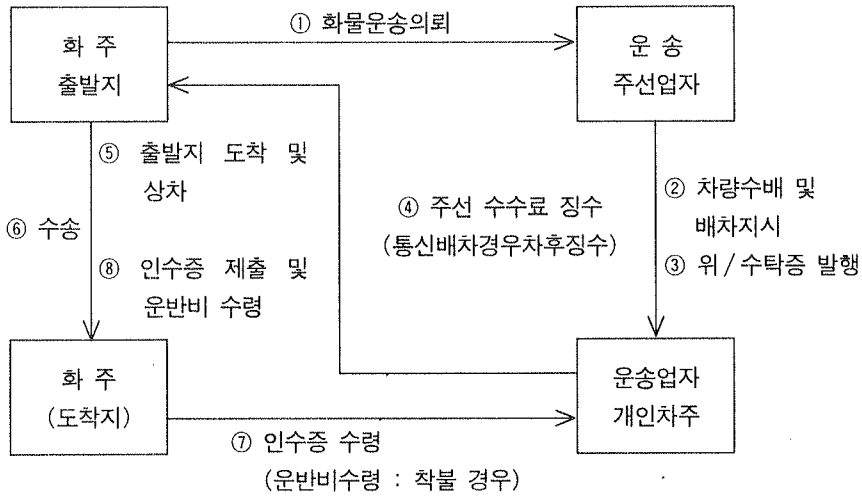 ① 화물운송의뢰
화 주
출발지
운 송
주선업자
⑤ 출발지 도착 및
상차
⑥ 수송
④ 주선 수수료 징수
(통신배차경우차후징수)
② 차량수배 및
배차지시
③ 위/수탁증 발행
⑧ 인수증 제출 및
운반비 수령
화 주
(도착지)
운송업자
개인차주
⑦ 인수증 수령
(운반비수령 : 착불 경우)